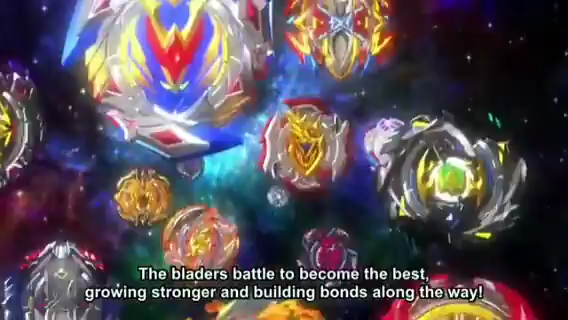 The bladers battle to become the best,
growing stronger and building bonds along the way!